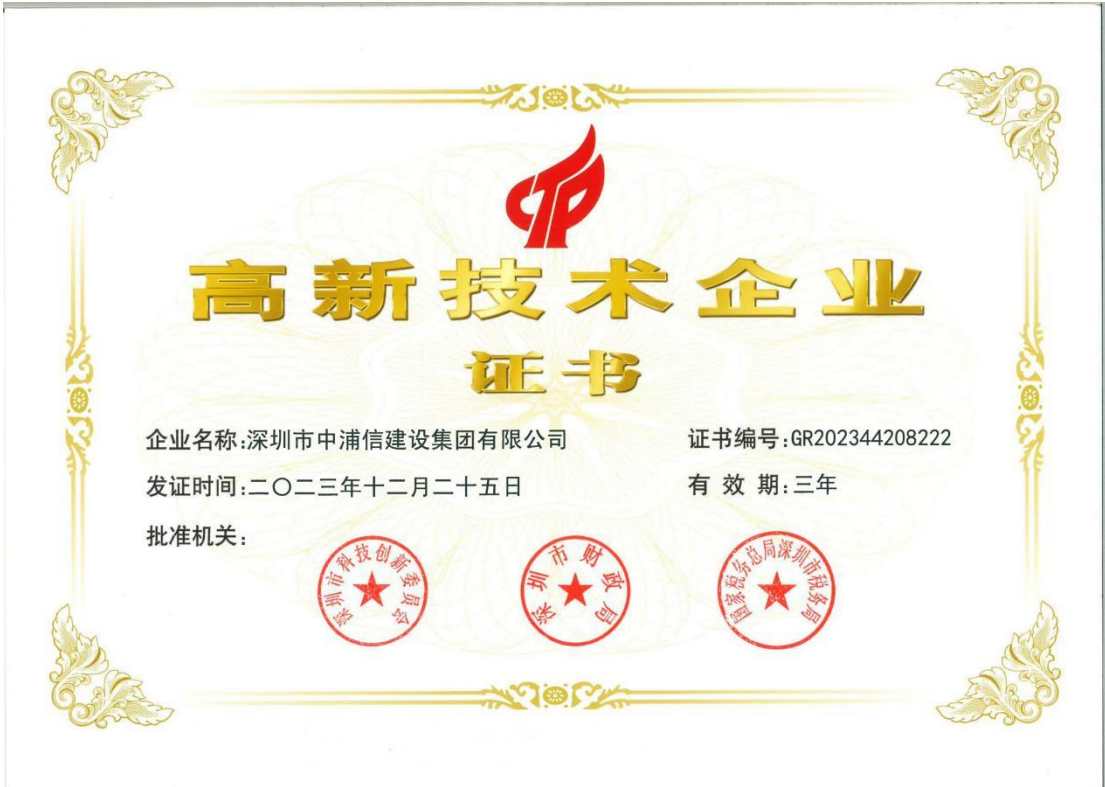 高新技术企业
证书
企业名称:深圳市中浦信建设集团有限公司
证书编号:GR202344208222
发证时间:二〇二三年十二月二十五日
有 效 期:三年
批准机关:
深圳市科技创新委员会
深圳市财政局
国家税务总局深圳市税务局